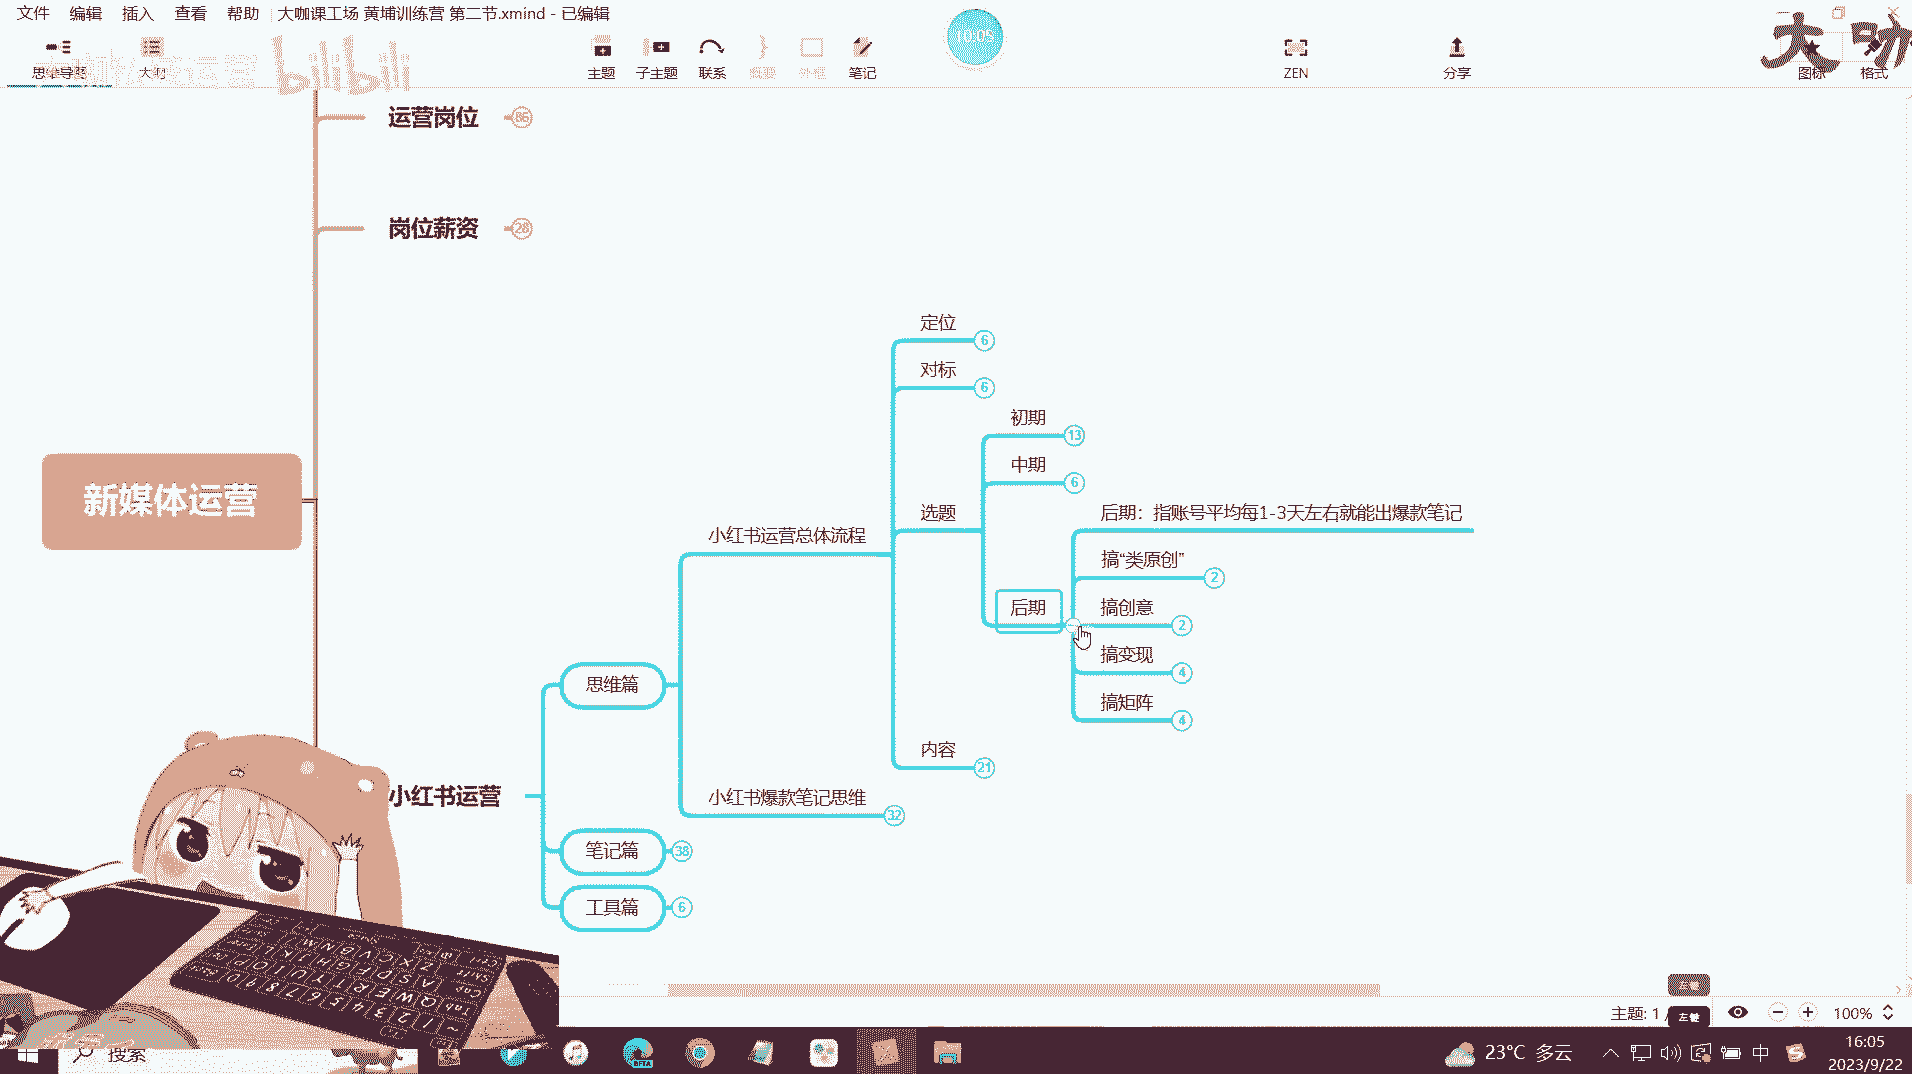 文件 编辑 插入 查看 帮助 大咖课工场 黄埔训练营 第二节.xmind - 已编辑
思维导图 大纲 主题 子主题 联系 概要 外框 笔记 ZEN 分享 图标 格式
bilibili
大咖
运营岗位 86
岗位薪资 28
定位 6
对标 6
初期 13
中期 6
选题
后期：指账号平均每1-3天左右就能出爆款笔记
小红书运营总体流程
搞“类原创” 2
后期
搞创意 2
搞变现 4
搞矩阵 4
新媒体运营
思维篇
内容 21
小红书爆款笔记思维 32
小红书运营
笔记篇 38
工具篇 6
左键
主题: 1 /
左键
100%
搜索
BETA
23°C 多云
中
16:05
2023/9/22